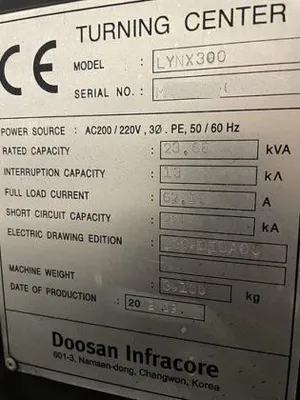 CE
TURNING CENTER
MODEL : LYNX300
SERIAL NO. :
POWER SOURCE : AC200 / 220V, 3Ø. PE, 50 / 60 Hz
RATED CAPACITY : kVA
INTERRUPTION CAPACITY : kA
FULL LOAD CURRENT : A
SHORT CIRCUIT CAPACITY : kA
ELECTRIC DRAWING EDITION :
MACHINE WEIGHT : kg
DATE OF PRODUCTION : 20
Doosan Infracore
601-3, Namsan-dong, Changwon, Korea